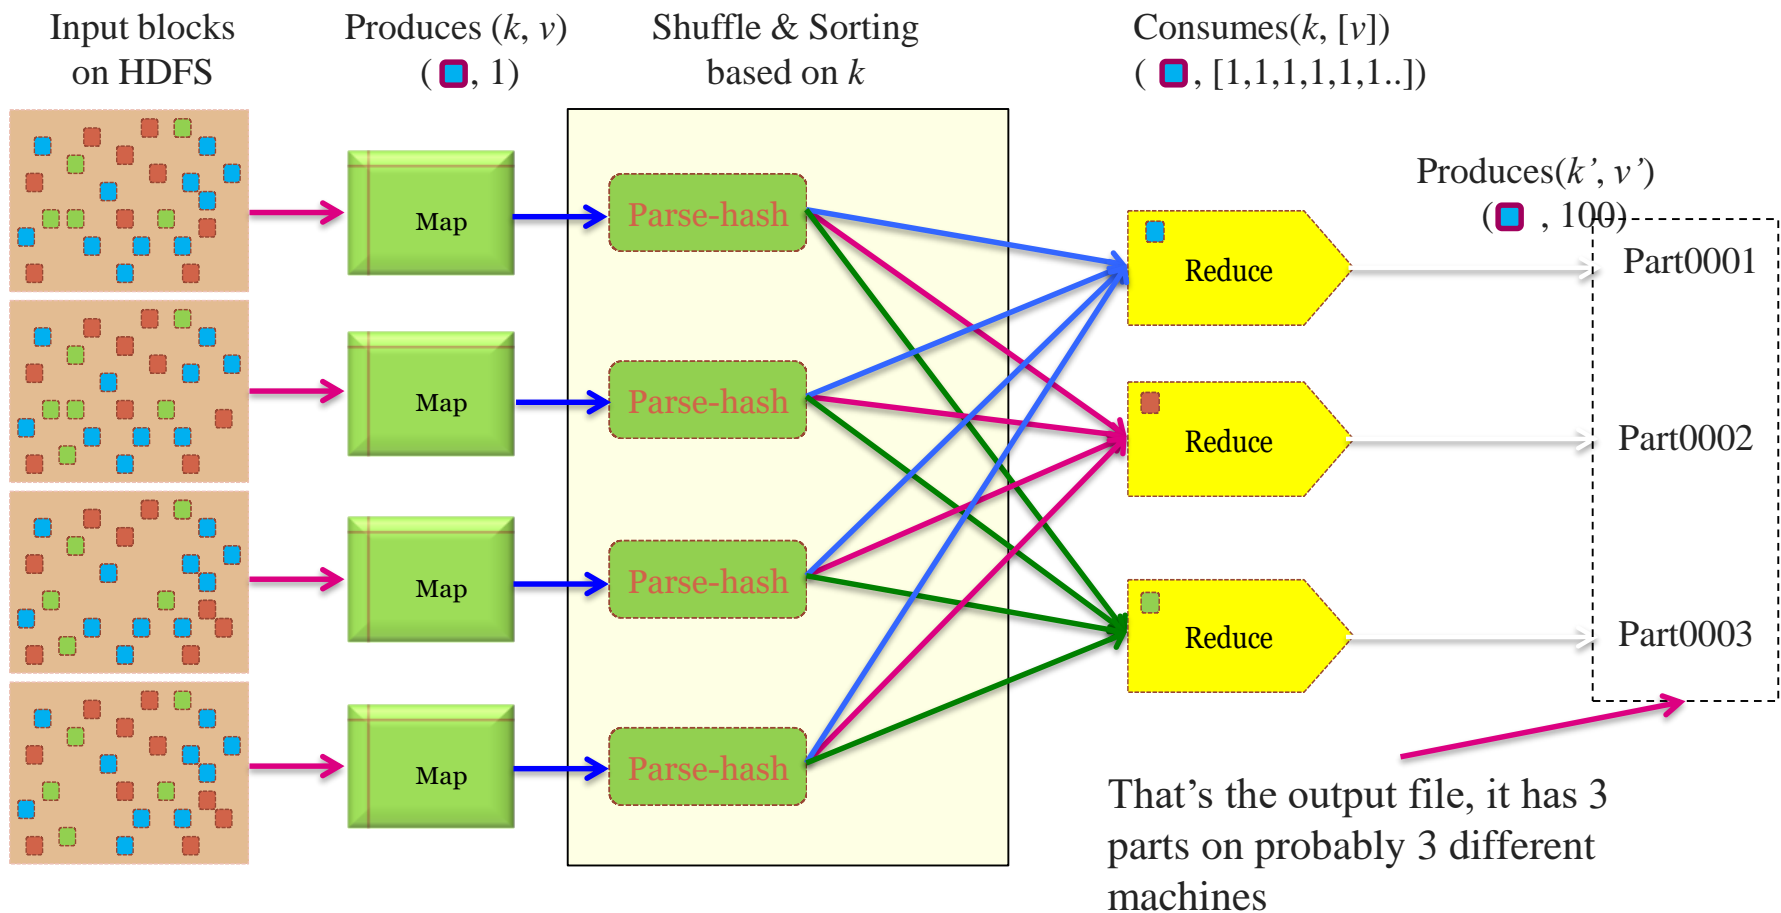 Input blocks
on HDFS
Produces (k, v)
( , 1)
Shuffle & Sorting
based on k
Consumes(k, [v])
( , [1,1,1,1,1,1..])
Produces(k’, v’)
( , 100)
Map
Parse-hash
Reduce
Part0001
Map
Parse-hash
Reduce
Part0002
Map
Parse-hash
Reduce
Part0003
Map
Parse-hash
That’s the output file, it has 3
parts on probably 3 different
machines